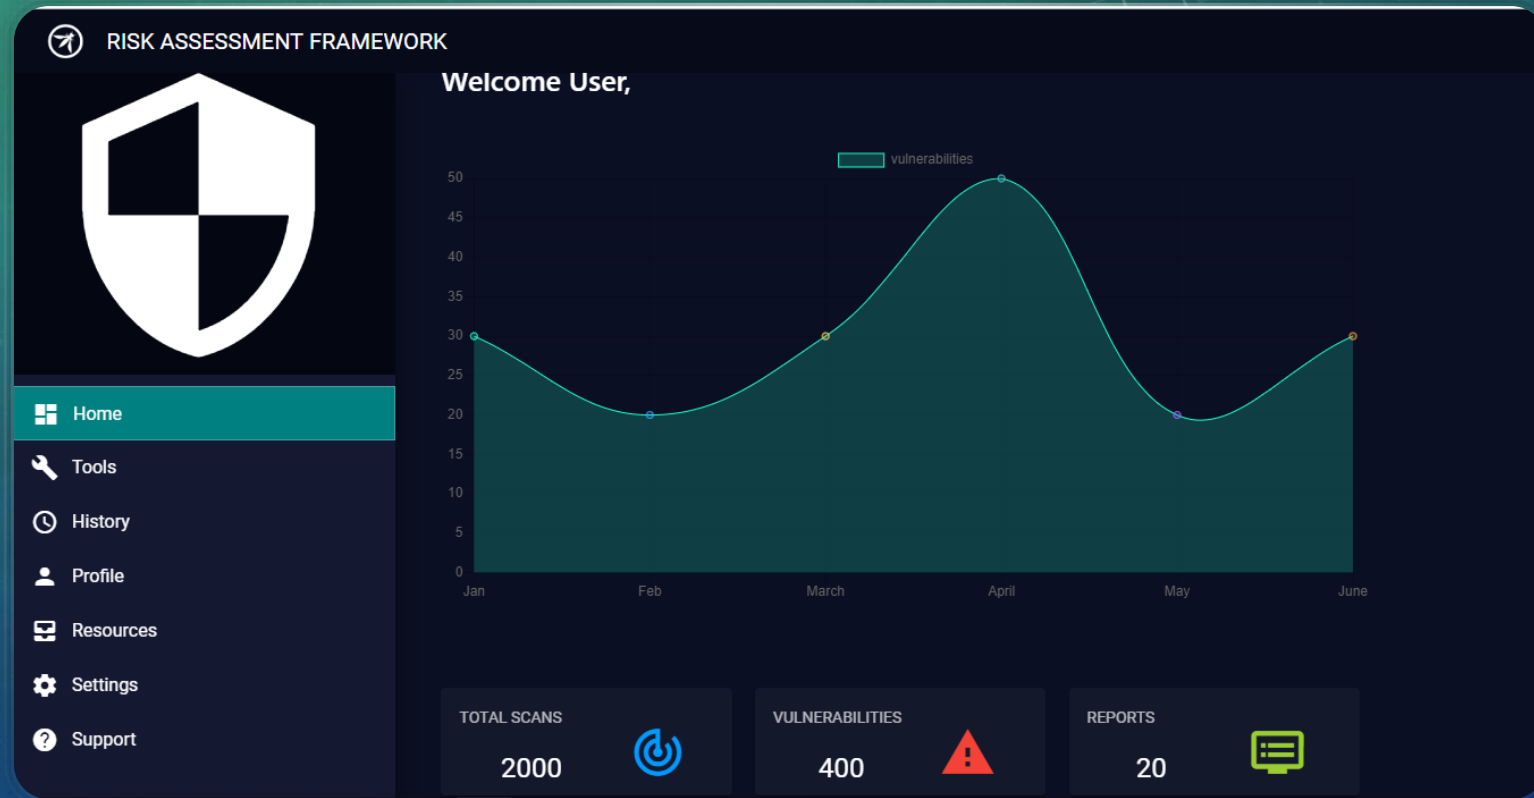 RISK ASSESSMENT FRAMEWORK
Welcome User,
vulnerabilities
50
45
40
35
30
25
20
15
10
5
0
Jan Feb March April May June
Home
Tools
History
Profile
Resources
Settings
Support
TOTAL SCANS VULNERABILITIES REPORTS
2000 400 20